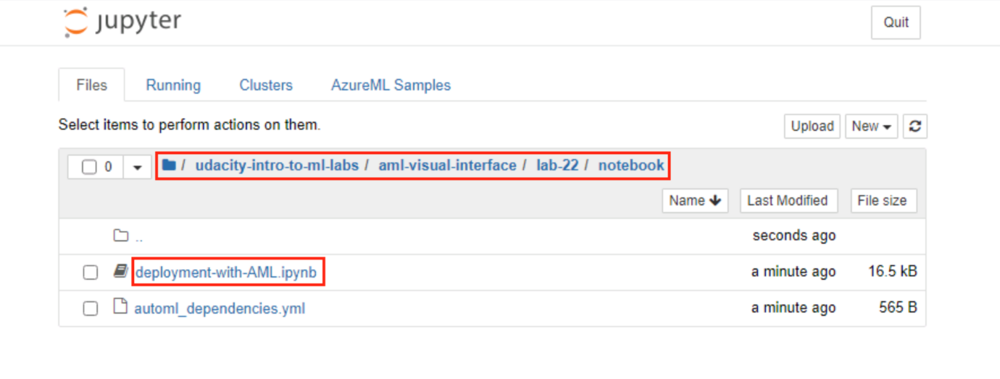 jupyter Quit
Files Running Clusters AzureML Samples
Select items to perform actions on them. Upload New
0 / udacity-intro-to-ml-labs / aml-visual-interface / lab-22 / notebook
Name Last Modified File size
.. seconds ago
deployment-with-AML.ipynb a minute ago 16.5 kB
automl_dependencies.yml a minute ago 565 B